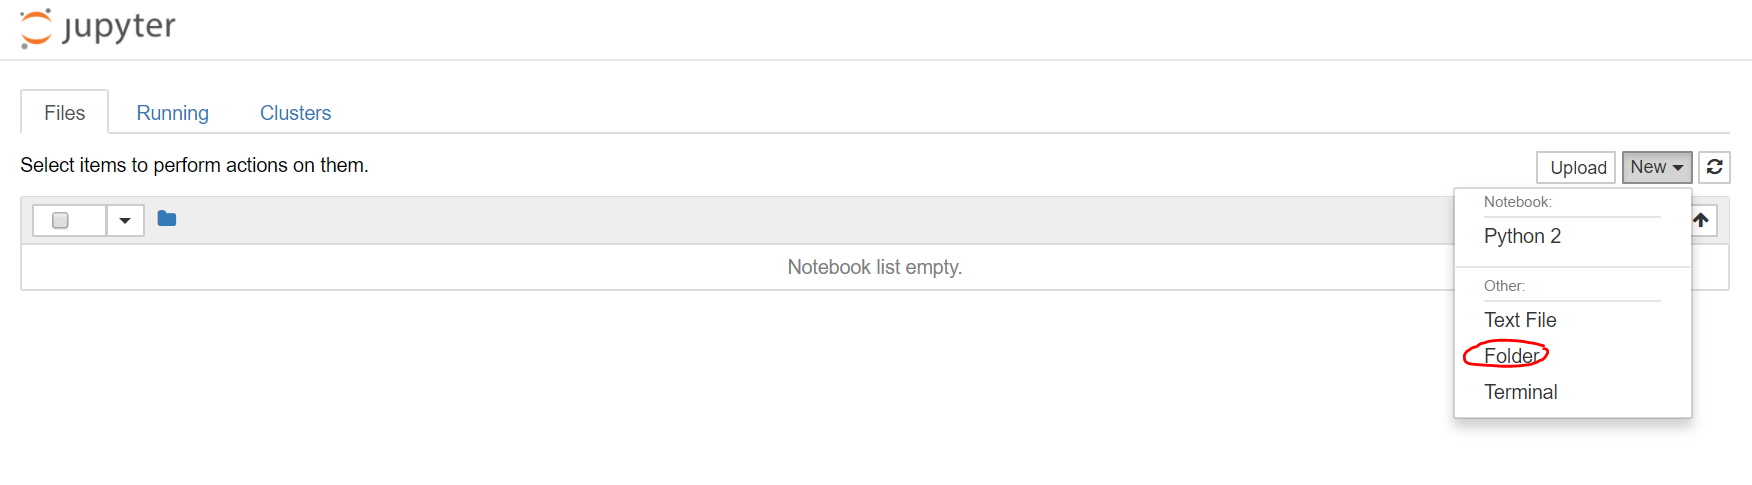 jupyter
Files Running Clusters
Select items to perform actions on them.
Upload New
Notebook list empty.
Notebook:
Python 2
Other:
Text File
Folder
Terminal